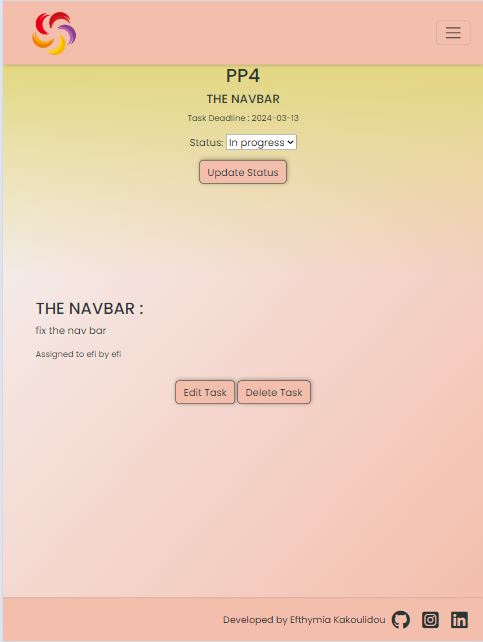 PP4
THE NAVBAR
Task Deadline : 2024-03-13
Status: In progress
Update Status
THE NAVBAR :
fix the nav bar
Assigned to efi by efi
Edit Task Delete Task
Developed by Efthymia Kakoulidou